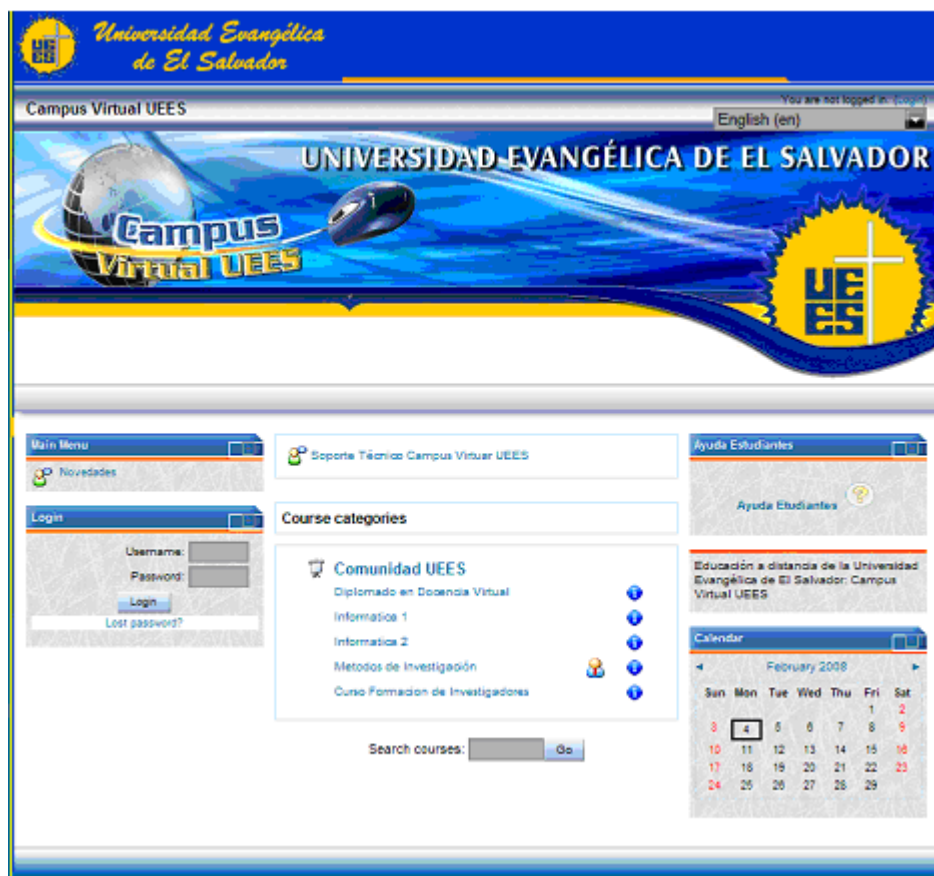 Universidad Evangélica
de El Salvador
UE
ES
You are not logged in. (Login)
Campus Virtual UEES
English (en)
UNIVERSIDAD EVANGÉLICA DE EL SALVADOR
Campus
Virtual UEES
UE
ES
Main Menu
Novedades
Login
Username:
Password:
Login
Lost password?
Soporte Técnico Campus Virtuar UEES
Course categories
Comunidad UEES
Diplomado en Docencia Virtual
Informatica 1
Informatica 2
Metodos de Investigación
Curso Formacion de Investigadores
Search courses: Go
Ayuda Estudiantes
Ayuda Etudiantes
Educación a distancia de la Universidad
Evangélica de El Salvador: Campus
Virtual UEES
Calendar
◄ February 2008 ►
Sun Mon Tue Wed Thu Fri Sat
1 2
3 4 5 6 7 8 9
10 11 12 13 14 15 16
17 18 19 20 21 22 23
24 25 26 27 28 29